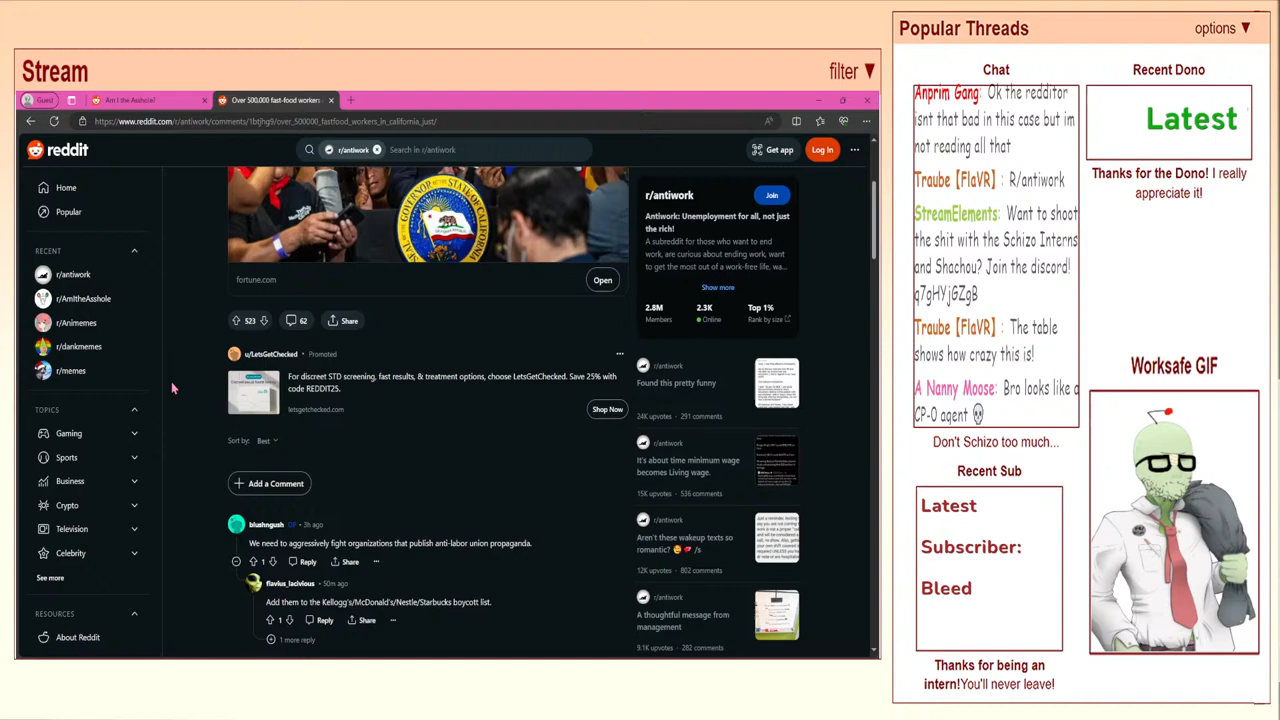 Stream
filter ▼
Guest
Am I the Asshole?
Over 500,000 fast-food workers
https://www.reddit.com/r/antiwork/comments/1btjhg9/over_500000_fastfood_workers_in_california_just/
reddit
r/antiwork
Search in r/antiwork
Get app
Log In
Home
Popular
RECENT
r/antiwork
r/AmItheAsshole
r/Animemes
r/dankmemes
r/memes
TOPICS
Gaming
Sports
Business
Crypto
Television
Celebrity
See more
RESOURCES
About Reddit
GOVERNOR
STATE
fortune.com
Open
523
62
Share
u/LetsGetChecked • Promoted
For discreet STD screening, fast results, & treatment options, choose LetsGetChecked. Save 25% with
code REDDIT25.
letsgetchecked.com
Shop Now
Sort by: Best
Add a Comment
blushngush OP • 3h ago
We need to aggressively fight organizations that publish anti-labor union propaganda.
1
Reply
Share
flavius_lacivious • 50m ago
Add them to the Kellogg's/McDonald's/Nestle/Starbucks boycott list.
1
Reply
Share
1 more reply
r/antiwork
Join
Antiwork: Unemployment for all, not just
the rich!
A subreddit for those who want to end
work, are curious about ending work, want
to get the most out of a work-free life, wa...
Show more
2.8M
Members
2.3K
Online
Top 1%
Rank by size
r/antiwork
Found this pretty funny
24K upvotes • 291 comments
r/antiwork
It's about time minimum wage
becomes Living wage.
15K upvotes • 536 comments
r/antiwork
Aren't these wakeup texts so
romantic? /s
12K upvotes • 802 comments
r/antiwork
A thoughtful message from
management
9.1K upvotes • 282 comments
Popular Threads
options ▼
Chat
Anprim Gang: Ok the redditor
isnt that bad in this case but im
not reading all that
Traube [FlaVR] : R/antiwork
StreamElements: Want to shoot
the shit with the Schizo Interns
and Shachou? Join the discord!
q7gHYjGZgB
Traube [FlaVR] : The table
shows how crazy this is!
A Nanny Moose: Bro looks like a
CP-0 agent 💀
Don't Schizo too much...
Recent Sub
Latest
Subscriber:
Bleed
Thanks for being an
intern!You'll never leave!
Recent Dono
Latest
Thanks for the Dono! I really
appreciate it!
Worksafe GIF